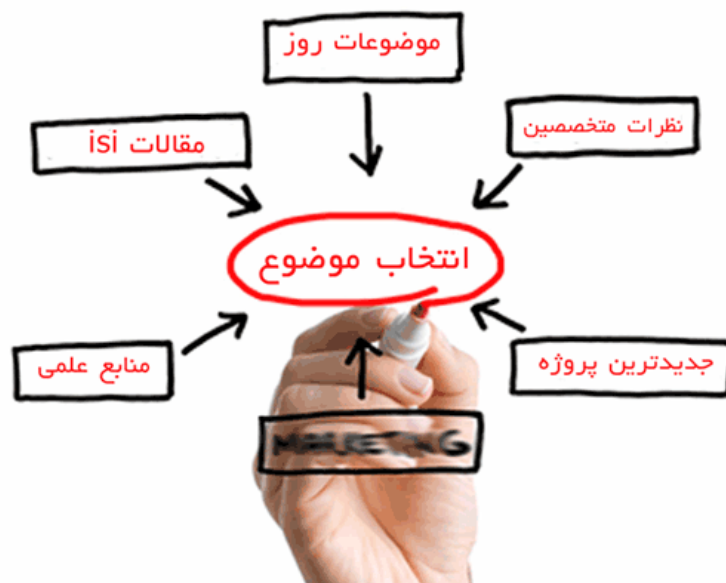 موضوعات روز
نظرات متخصصین
مقالات isi
انتخاب موضوع
جدیدترین پروژه
منابع علمی